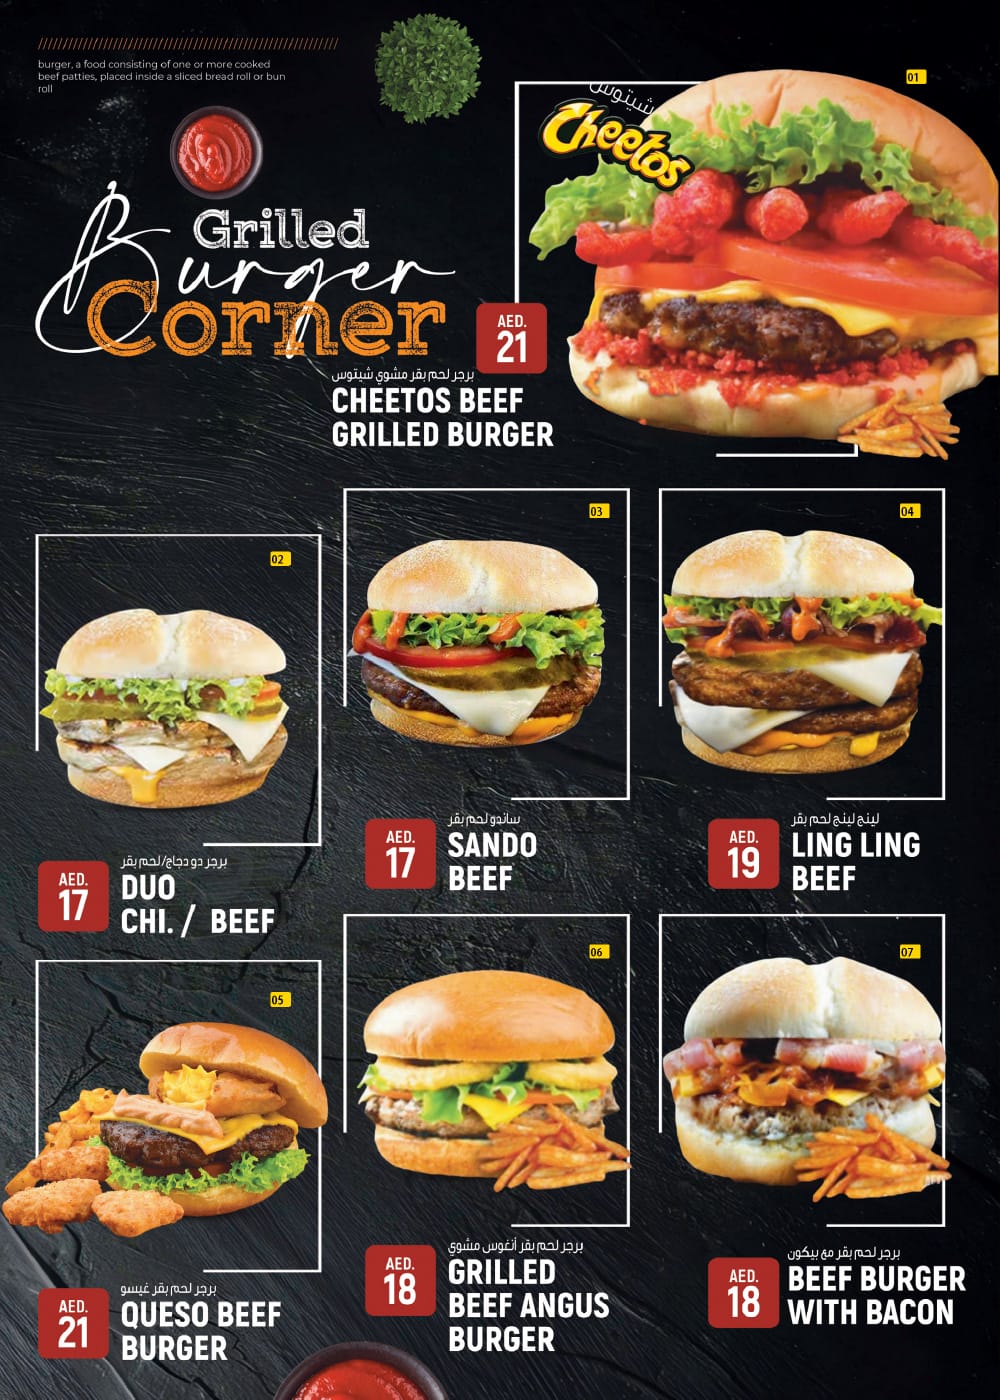 burger, a food consisting of one or more cooked
beef patties, placed inside a sliced bread roll or bun
roll
Grilled
Burger
Corner
01
شيتوس
Cheetos
AED.
21
برجر لحم بقر مشوي شيتوس
CHEETOS BEEF
GRILLED BURGER
02
AED.
17
برجر دو دجاج/لحم بقر
DUO
CHI. / BEEF
03
AED.
17
ساندو لحم بقر
SANDO
BEEF
04
AED.
19
لينج لينج لحم بقر
LING LING
BEEF
05
AED.
21
برجر لحم بقر غيسو
QUESO BEEF
BURGER
06
AED.
18
برجر لحم بقر أنغوس مشوي
GRILLED
BEEF ANGUS
BURGER
07
AED.
18
برجر لحم بقر مع بيكون
BEEF BURGER
WITH BACON